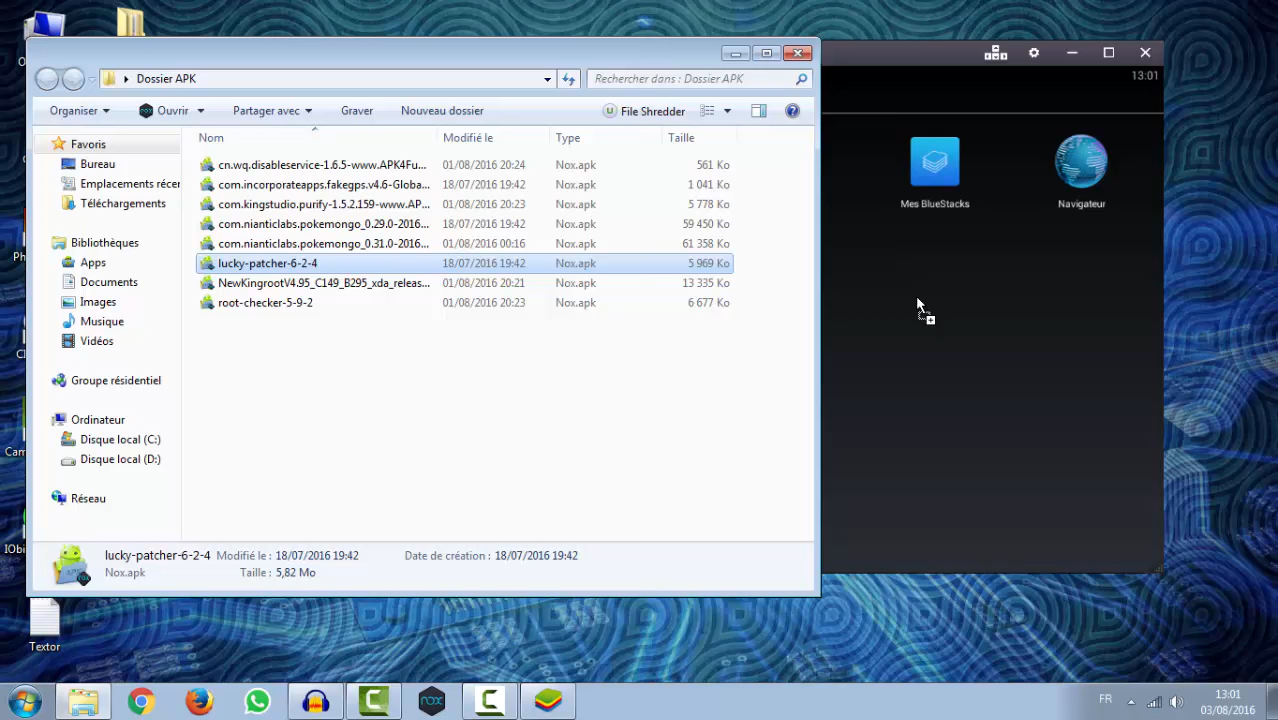 Dossier APK
Rechercher dans : Dossier APK
Organiser
Ouvrir
Partager avec
Graver
Nouveau dossier
File Shredder
Nom
Modifié le
Type
Taille
cn.wq.disableservice-1.6.5-www.APK4Fu... 01/08/2016 20:24 Nox.apk 561 Ko
com.incorporateapps.fakegps.v4.6-Globa... 18/07/2016 19:42 Nox.apk 1 041 Ko
com.kingstudio.purify-1.5.2.159-www.AP... 01/08/2016 20:23 Nox.apk 5 778 Ko
com.nianticlabs.pokemongo_0.29.0-2016... 18/07/2016 19:42 Nox.apk 59 450 Ko
com.nianticlabs.pokemongo_0.31.0-2016... 01/08/2016 00:16 Nox.apk 61 358 Ko
lucky-patcher-6-2-4 18/07/2016 19:42 Nox.apk 5 969 Ko
NewKingrootV4.95_C149_B295_xda_releas... 01/08/2016 20:21 Nox.apk 13 335 Ko
root-checker-5-9-2 01/08/2016 20:23 Nox.apk 6 677 Ko
Favoris
Bureau
Emplacements récer
Téléchargements
Bibliothèques
Apps
Documents
Images
Musique
Vidéos
Groupe résidentiel
Ordinateur
Disque local (C:)
Disque local (D:)
Réseau
lucky-patcher-6-2-4 Modifié le : 18/07/2016 19:42 Date de création : 18/07/2016 19:42
Nox.apk Taille : 5,82 Mo
13:01
Mes BlueStacks
Navigateur
Textor
nox
FR
13:01
03/08/2016